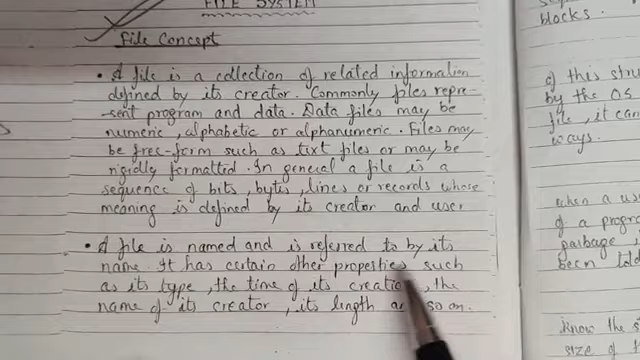 FILE SYSTEM
File Concept
• A file is a collection of related information
defined by its creator. Commonly files repre-
-sent program and data. Data files may be
numeric, alphabetic or alphanumeric. Files may
be free-form such as text files or may be
rigidly formatted. In general a file is a
sequence of bits, bytes, lines or records whose
meaning is defined by its creator and user
• A file is named and is referred to by its
name. It has certain other properties such
as its type, the time of its creation, the
name of its creator, its length and so on.
blocks.
of this
by the OS
file, it can
ways.
when a
of a
garbage
been told
know the
size of